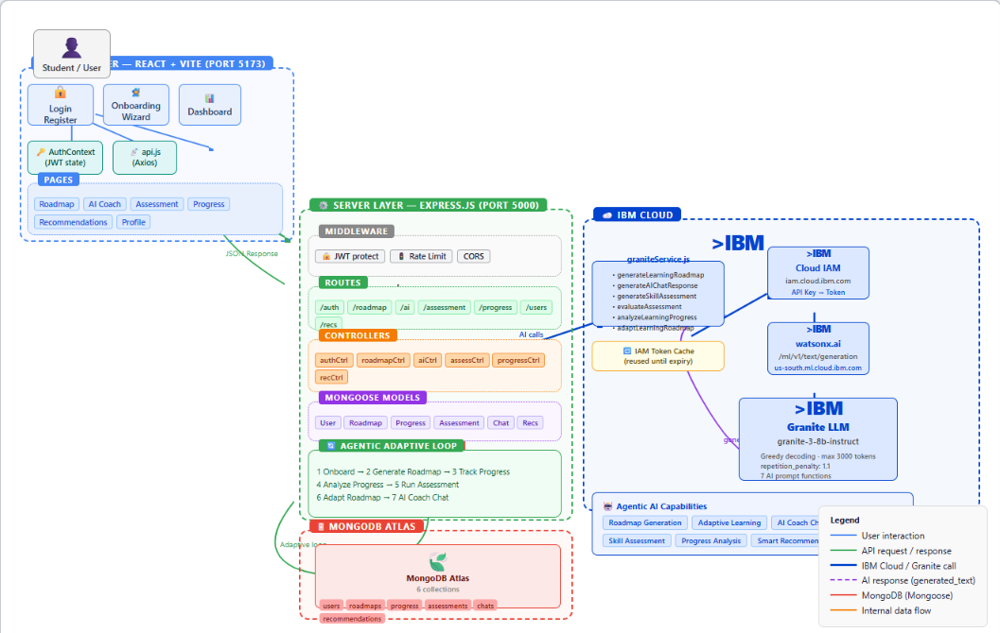 Student / User
ER — REACT + VITE (PORT 5173)
Login
Register
Onboarding
Wizard
Dashboard
AuthContext
(JWT state)
api.js
(Axios)
PAGES
Roadmap
AI Coach
Assessment
Progress
Recommendations
Profile
JSON Response
SERVER LAYER — EXPRESS.JS (PORT 5000)
MIDDLEWARE
JWT protect
Rate Limit
CORS
ROUTES
/auth
/roadmap
/ai
/assessment
/progress
/users
/recs
AI calls
CONTROLLERS
authCtrl
roadmapCtrl
aiCtrl
assessCtrl
progressCtrl
recCtrl
MONGOOSE MODELS
User
Roadmap
Progress
Assessment
Chat
Recs
AGENTIC ADAPTIVE LOOP
1 Onboard → 2 Generate Roadmap → 3 Track Progress
4 Analyze Progress → 5 Run Assessment
6 Adapt Roadmap → 7 AI Coach Chat
MONGODB ATLAS
Adaptive loop
MongoDB Atlas
6 collections
users
roadmaps
progress
assessments
chats
recommendations
IBM CLOUD
>IBM
graniteService.js
• generateLearningRoadmap
• generateAIChatResponse
• generateSkillAssessment
• evaluateAssessment
• analyzeLearningProgress
• adaptLearningRoadmap
IAM Token Cache
(reused until expiry)
>IBM
Cloud IAM
iam.cloud.ibm.com
API Key → Token
>IBM
watsonx.ai
/ml/v1/text/generation
us-south.ml.cloud.ibm.com
gene
>IBM
Granite LLM
granite-3-8b-instruct
Greedy decoding · max 3000 tokens
repetition_penalty: 1.1
7 AI prompt functions
Agentic AI Capabilities
Roadmap Generation
Adaptive Learning
AI Coach Ch
Skill Assessment
Progress Analysis
Smart Recommen
Legend
User interaction
API request / response
IBM Cloud / Granite call
AI response (generated_text)
MongoDB (Mongoose)
Internal data flow